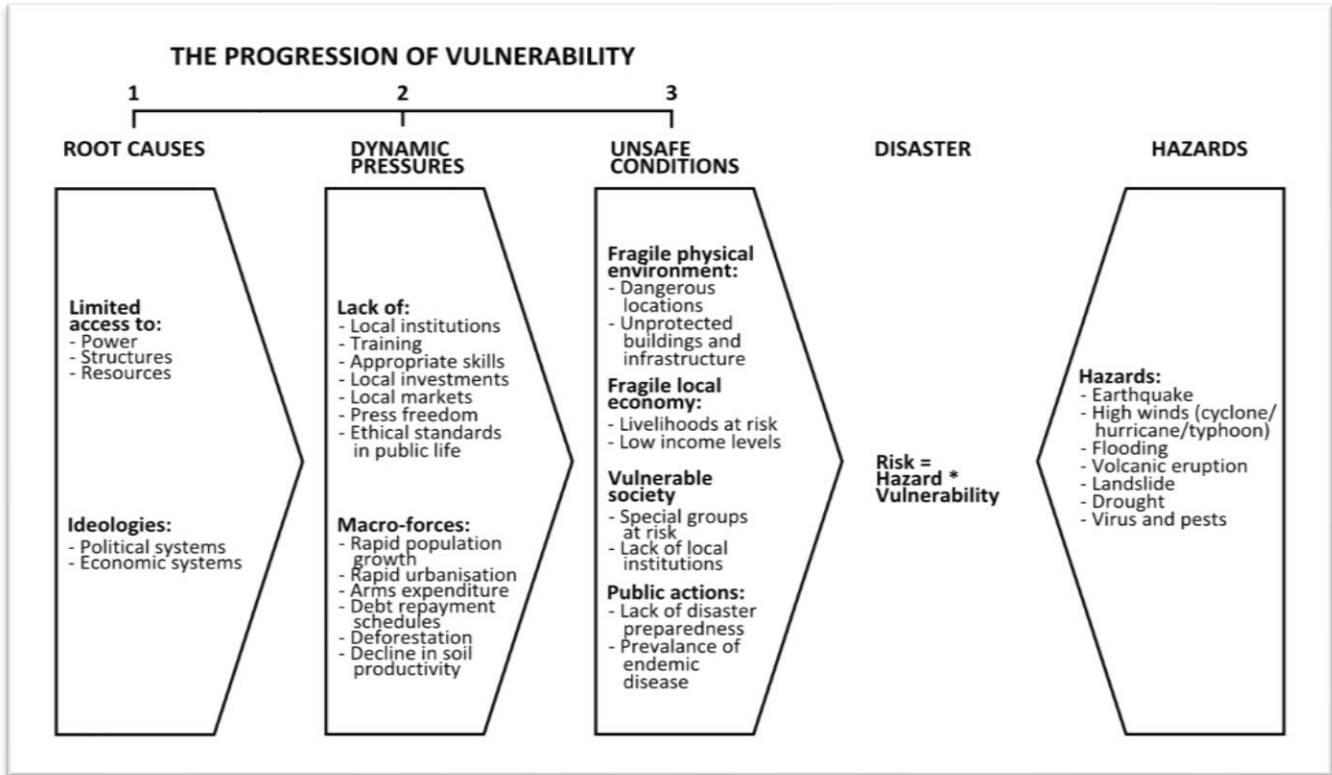 THE PROGRESSION OF VULNERABILITY
1
2
3
ROOT CAUSES
DYNAMIC
PRESSURES
UNSAFE
CONDITIONS
DISASTER
HAZARDS
Limited
access to:
- Power
- Structures
- Resources
Ideologies:
- Political systems
- Economic systems
Lack of:
- Local institutions
- Training
- Appropriate skills
- Local investments
- Local markets
- Press freedom
- Ethical standards
in public life
Macro-forces:
- Rapid population
growth
- Rapid urbanisation
- Arms expenditure
- Debt repayment
schedules
- Deforestation
- Decline in soil
productivity
Fragile physical
environment:
- Dangerous
locations
- Unprotected
buildings and
infrastructure
Fragile local
economy:
- Livelihoods at risk
- Low income levels
Vulnerable
society
- Special groups
at risk
- Lack of local
institutions
Public actions:
- Lack of disaster
preparedness
- Prevalance of
endemic
disease
Risk =
Hazard *
Vulnerability
Hazards:
- Earthquake
- High winds (cyclone/
hurricane/typhoon)
- Flooding
- Volcanic eruption
- Landslide
- Drought
- Virus and pests